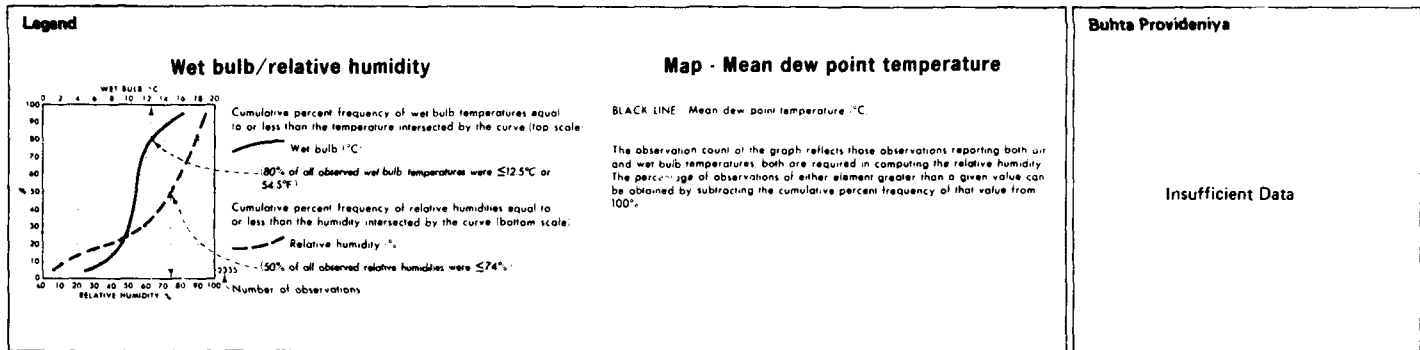 Legend
Wet bulb/relative humidity
WET BULB °C
0 2 4 6 8 10 12 14 16 18 20
100
90
80
70
60
50
40
30
20
10
0
%
0 10 20 30 40 50 60 70 80 90 100
RELATIVE HUMIDITY %
Cumulative percent frequency of wet bulb temperatures equal
to or less than the temperature intersected by the curve (top scale)
Wet bulb (°C)
(80% of all observed wet bulb temperatures were ≤12.5°C or
54.5°F)
Cumulative percent frequency of relative humidities equal to
or less than the humidity intersected by the curve (bottom scale)
Relative humidity %
(50% of all observed relative humidities were ≤74%)
2335
Number of observations
Map - Mean dew point temperature
BLACK LINE Mean dew point temperature °C
The observation count of the graph reflects those observations reporting both air
and wet bulb temperatures, both are required in computing the relative humidity
The percentage of observations of either element greater than a given value can
be obtained by subtracting the cumulative percent frequency of that value from
100%
Buhta Provideniya
Insufficient Data